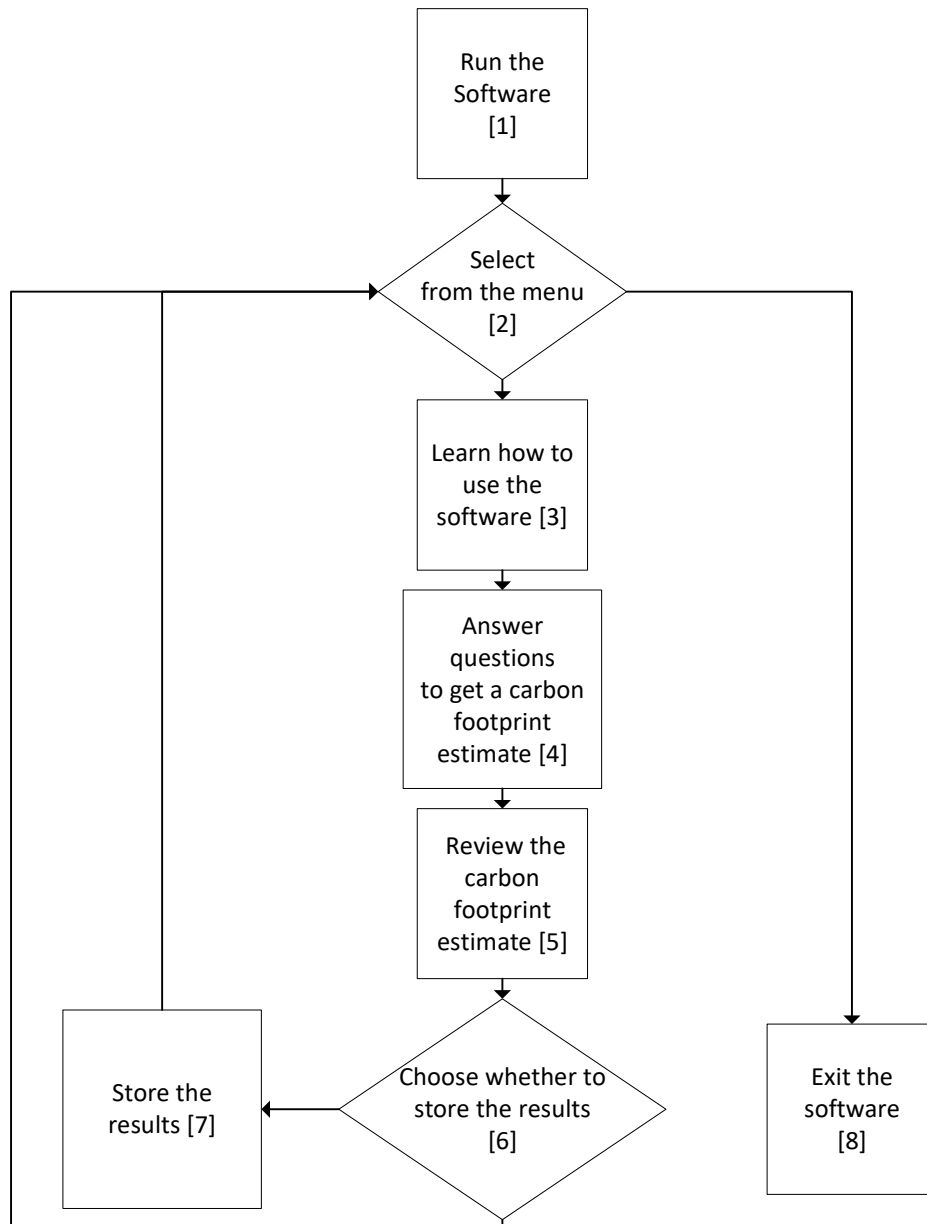 Run the
Software
[1]
Select
from the menu
[2]
Learn how to
use the
software [3]
Answer
questions
to get a carbon
footprint
estimate [4]
Review the
carbon
footprint
estimate [5]
Choose whether to
store the results
[6]
Store the
results [7]
Exit the
software
[8]